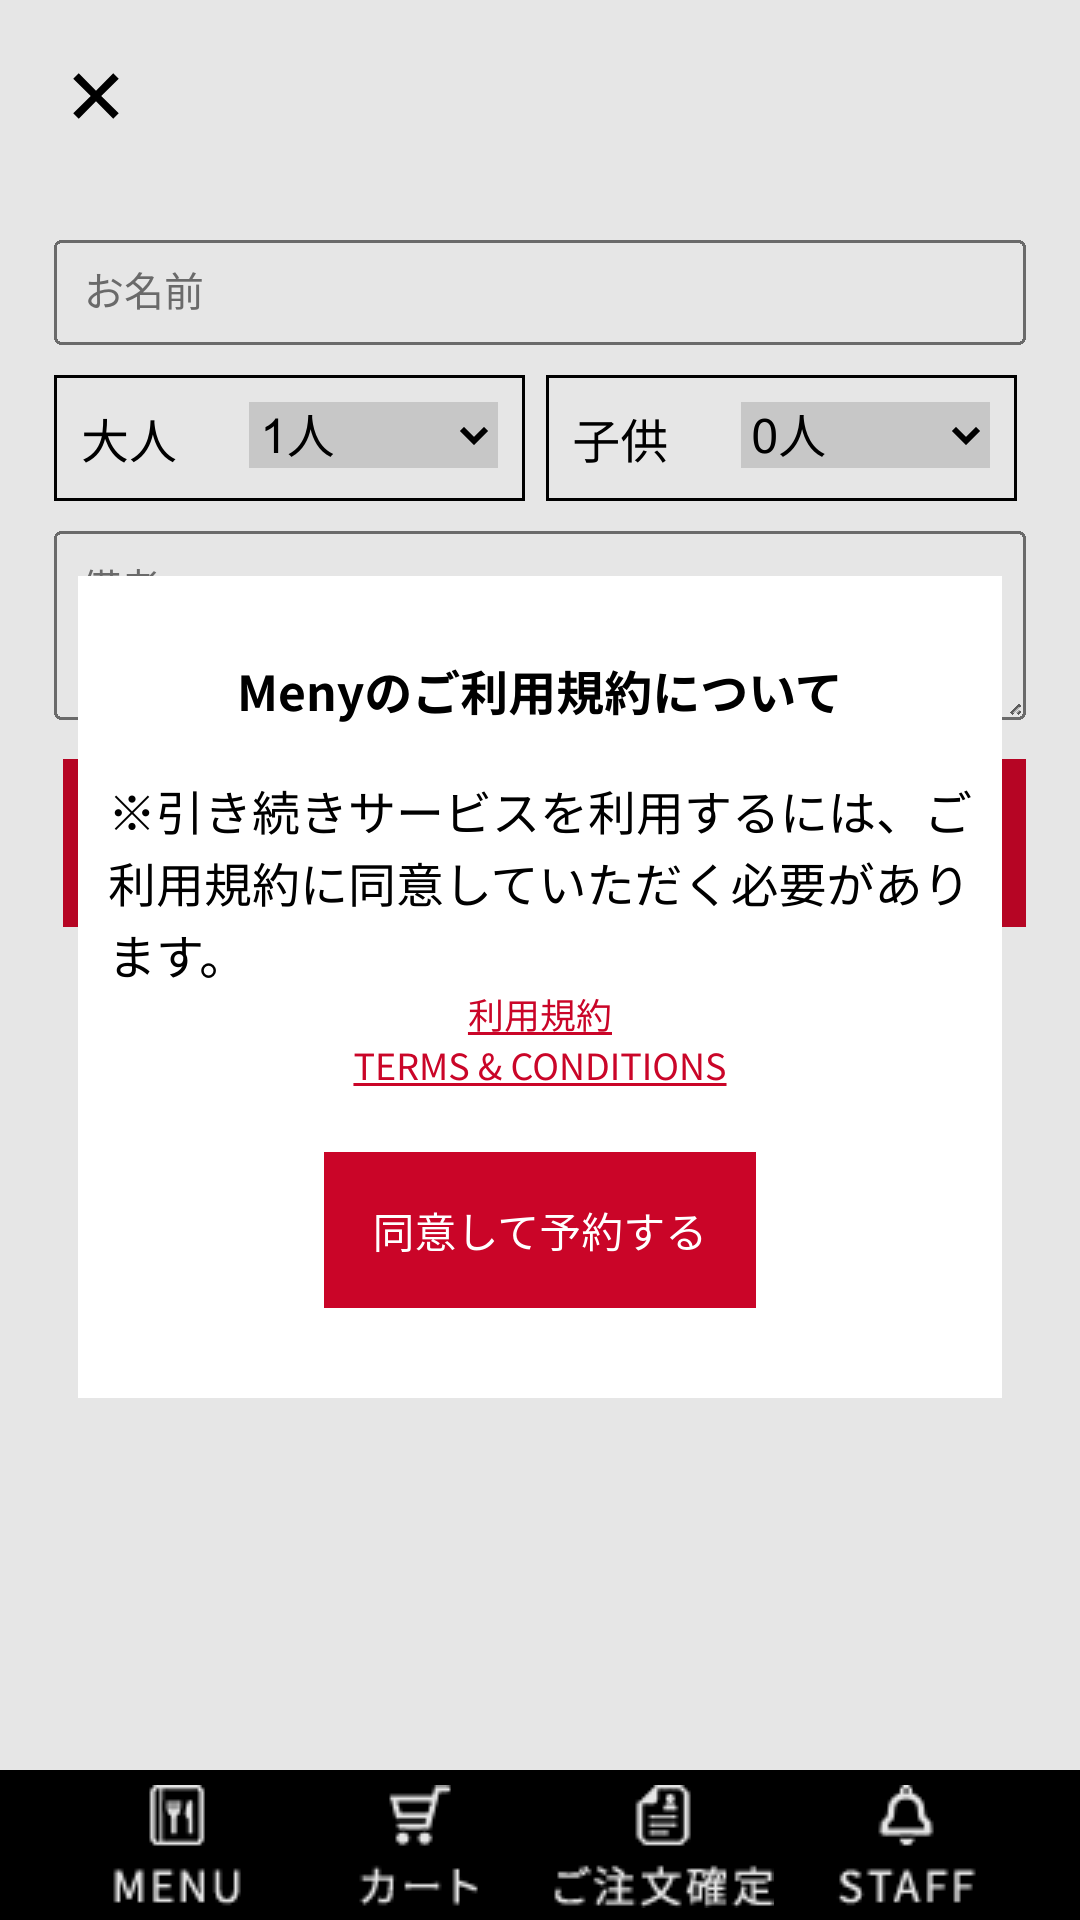 お名前
大人 1人 子供 0人
備考
Menyのご利用規約について
※引き続きサービスを利用するには、ご
利用規約に同意していただく必要があり
ます。
利用規約
TERMS & CONDITIONS
同意して予約する
MENU カート ご注文確定 STAFF